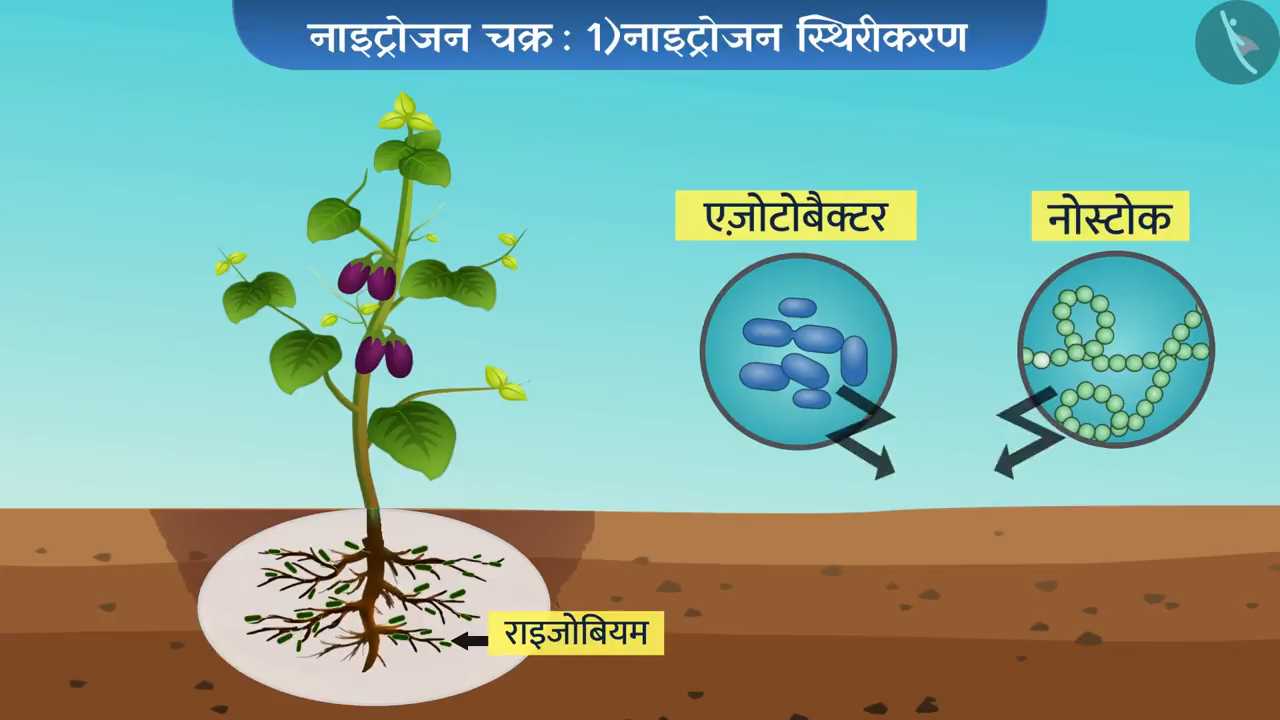 नाइट्रोजन चक्र : 1)नाइट्रोजन स्थिरीकरण
एज़ोटोबैक्टर
नोस्टोक
राइजोबियम